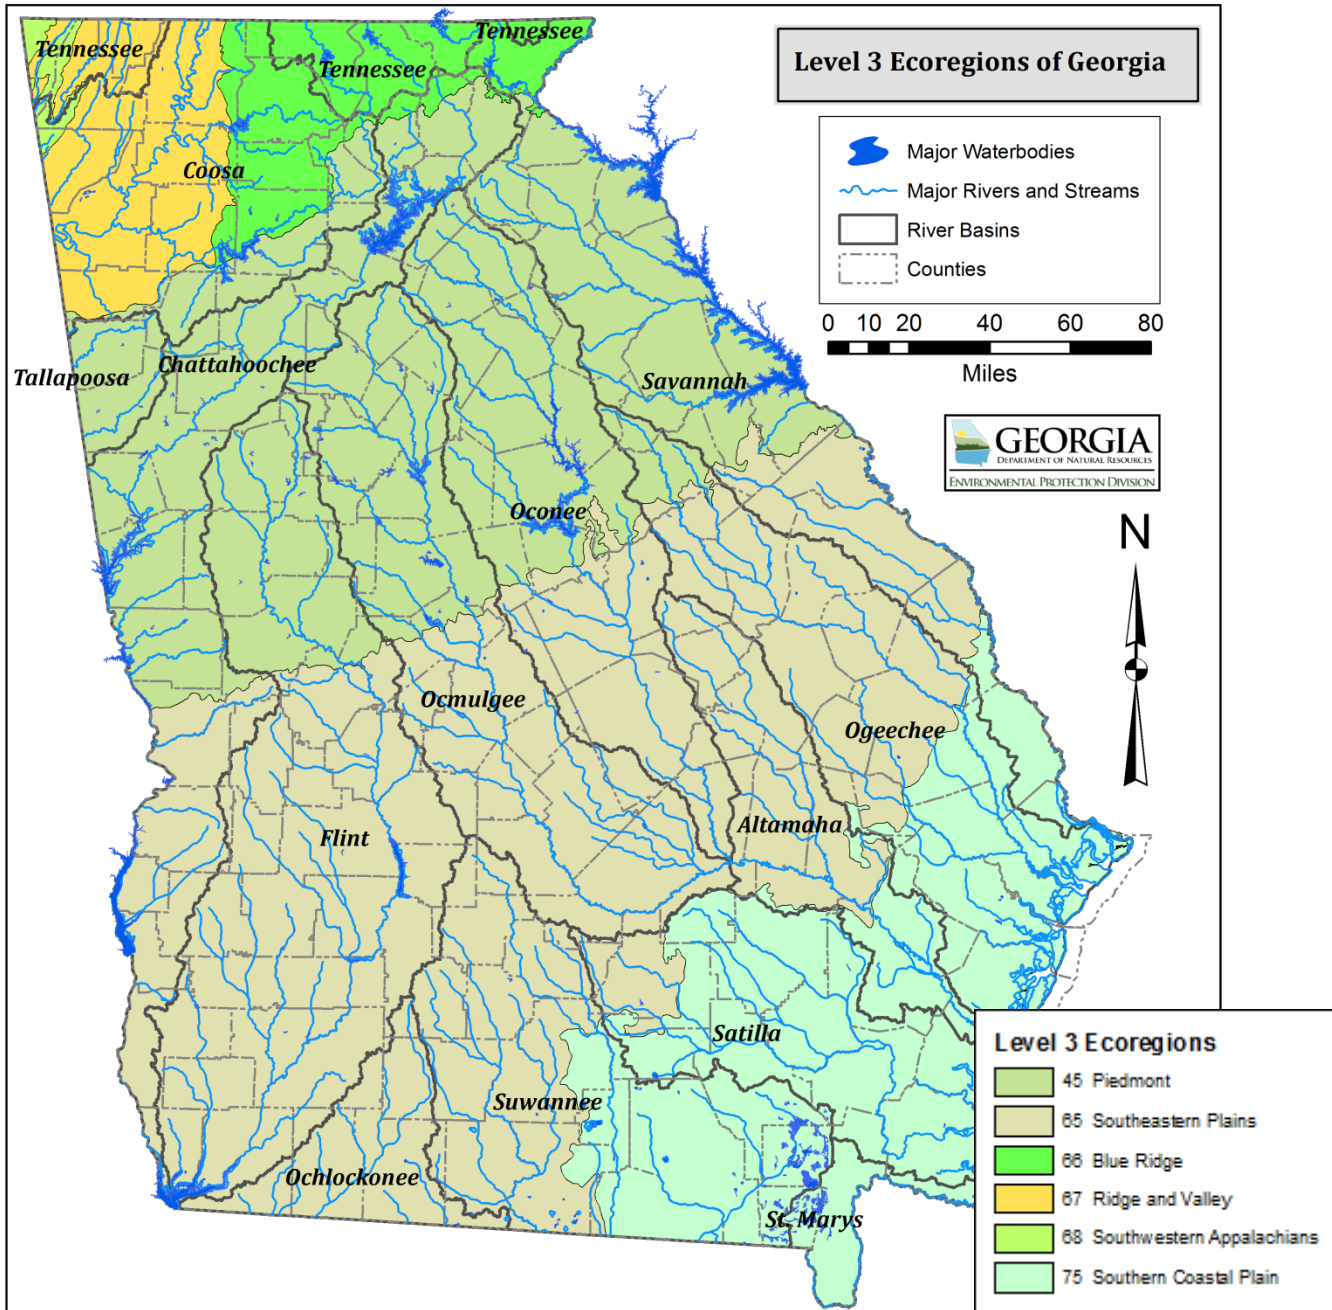 Level 3 Ecoregions of Georgia
Major Waterbodies
Major Rivers and Streams
River Basins
Counties
0 10 20 40 60 80
Miles
GEORGIA
DEPARTMENT OF NATURAL RESOURCES
ENVIRONMENTAL PROTECTION DIVISION
N
Tennessee
Tennessee
Tennessee
Coosa
Tallapoosa
Chattahoochee
Savannah
Oconee
Ocmulgee
Ogeechee
Flint
Altamaha
Satilla
Suwannee
Ochlockonee
St. Marys
Level 3 Ecoregions
45 Piedmont
65 Southeastern Plains
66 Blue Ridge
67 Ridge and Valley
68 Southwestern Appalachians
75 Southern Coastal Plain